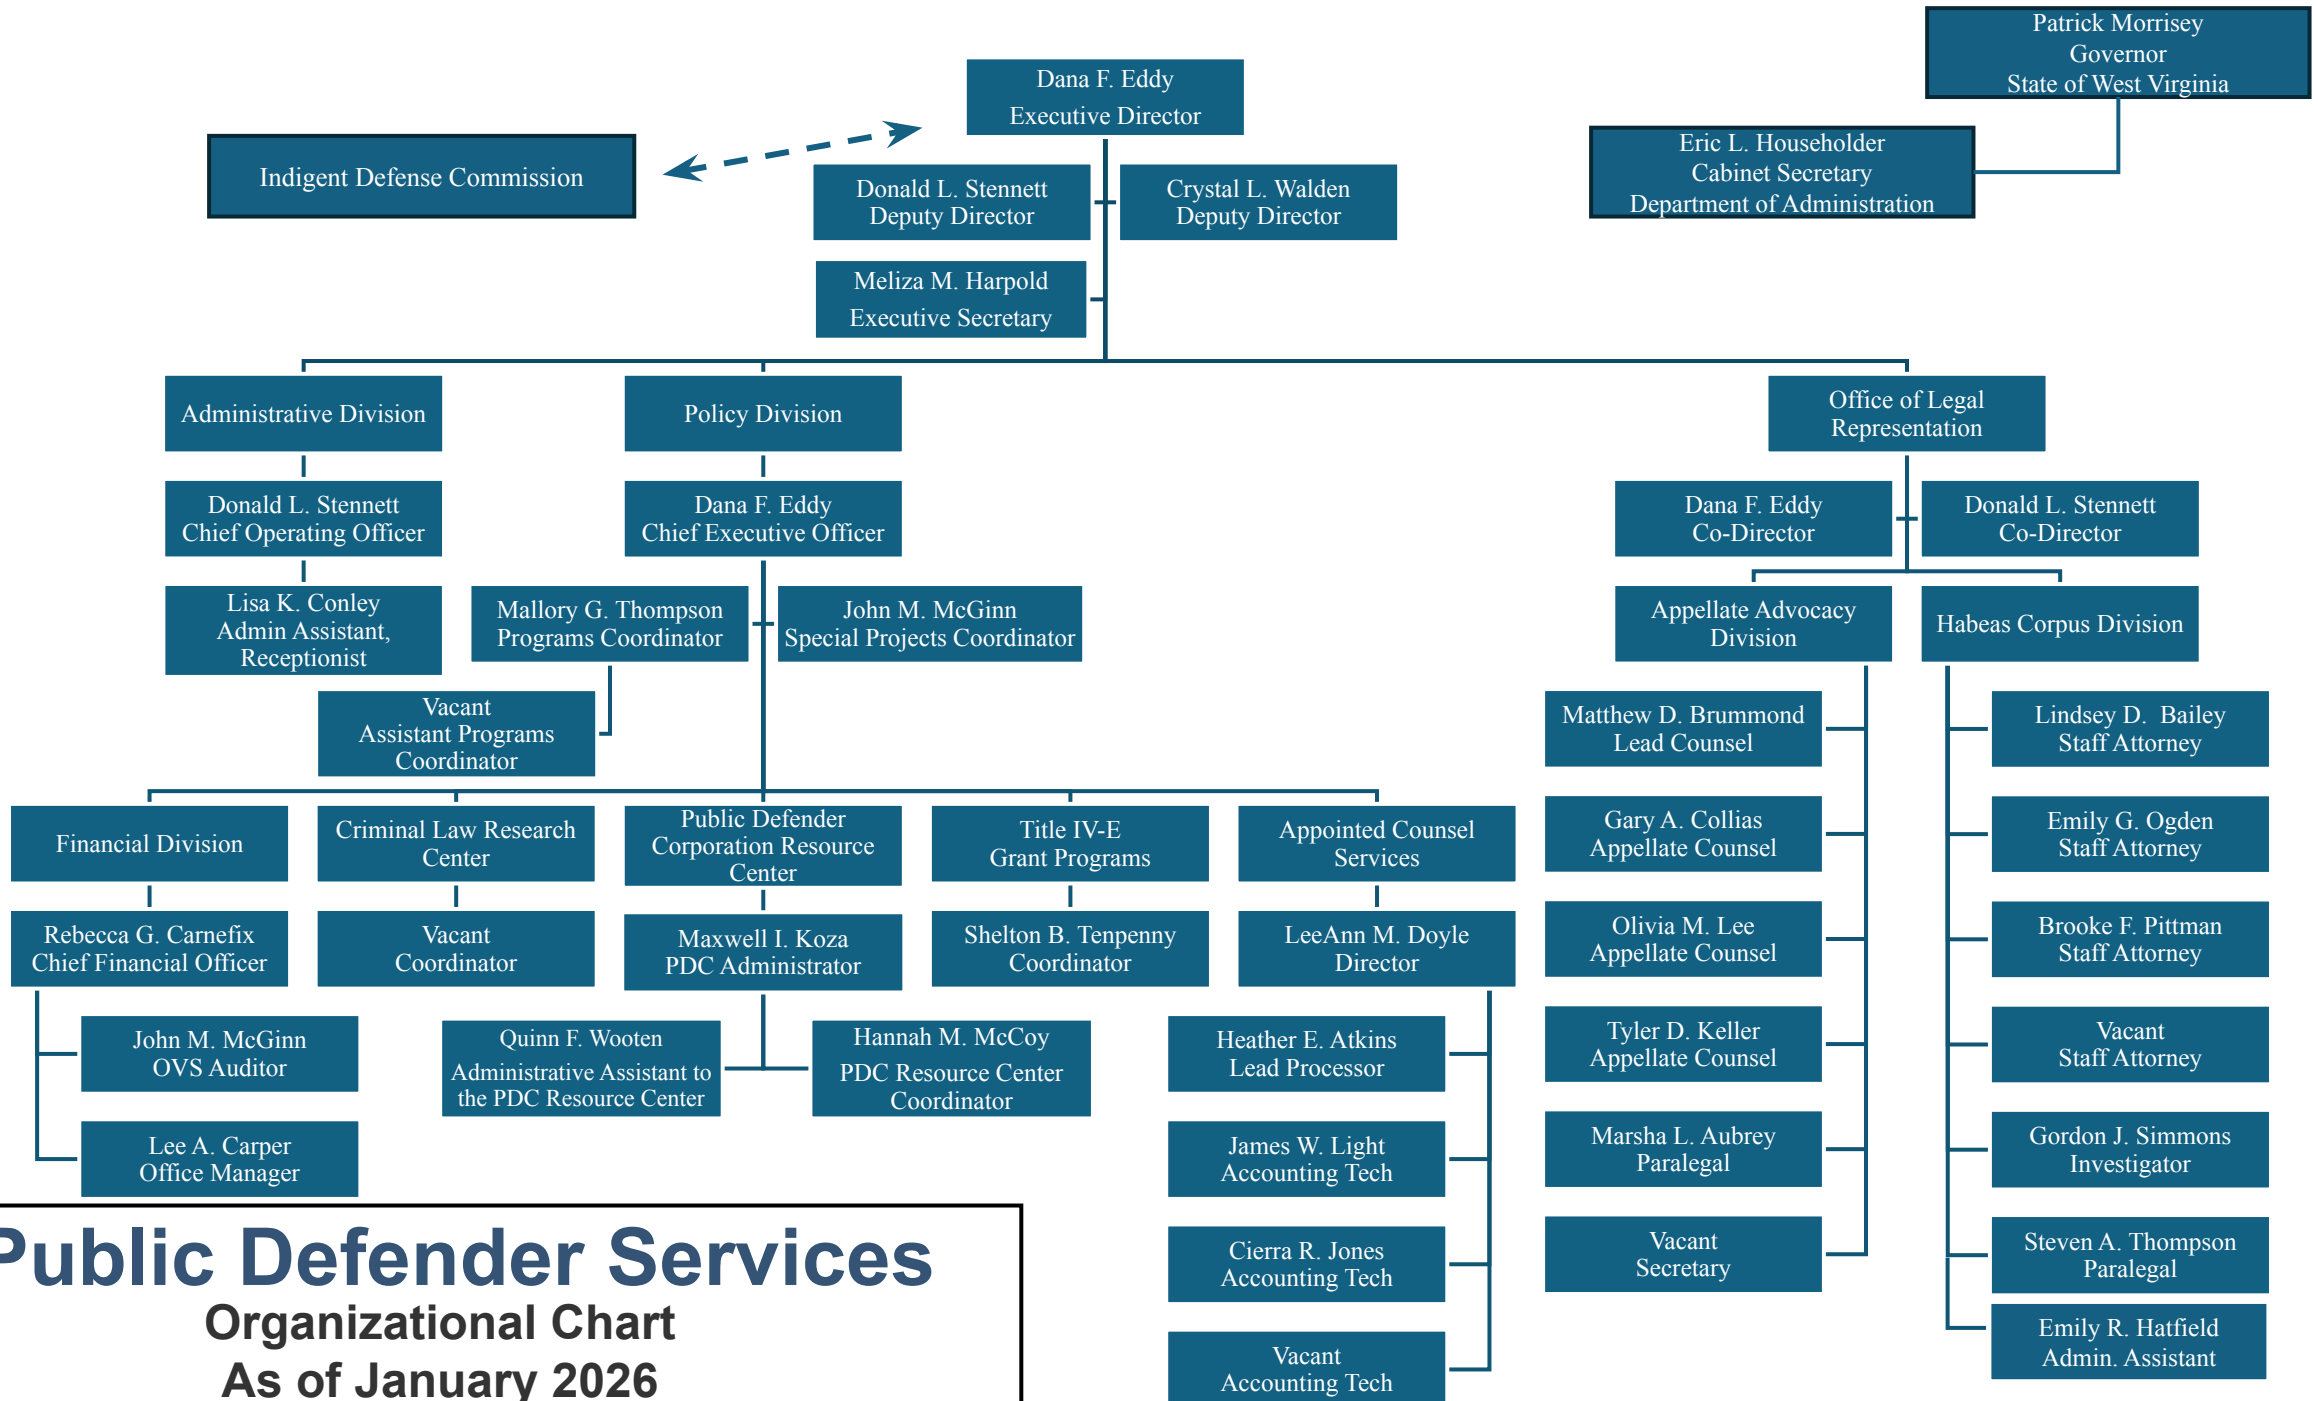 Patrick Morrisey
Governor
State of West Virginia
Dana F. Eddy
Executive Director
Eric L. Householder
Cabinet Secretary
Department of Administration
Indigent Defense Commission
Donald L. Stennett
Deputy Director
Crystal L. Walden
Deputy Director
Meliza M. Harpold
Executive Secretary
Administrative Division
Policy Division
Office of Legal
Representation
Donald L. Stennett
Chief Operating Officer
Dana F. Eddy
Chief Executive Officer
Dana F. Eddy
Co-Director
Donald L. Stennett
Co-Director
Lisa K. Conley
Admin Assistant,
Receptionist
Mallory G. Thompson
Programs Coordinator
John M. McGinn
Special Projects Coordinator
Appellate Advocacy
Division
Habeas Corpus Division
Vacant
Assistant Programs
Coordinator
Matthew D. Brummond
Lead Counsel
Lindsey D. Bailey
Staff Attorney
Financial Division
Criminal Law Research
Center
Public Defender
Corporation Resource
Center
Title IV-E
Grant Programs
Appointed Counsel
Services
Gary A. Collias
Appellate Counsel
Emily G. Ogden
Staff Attorney
Rebecca G. Carnefix
Chief Financial Officer
Vacant
Coordinator
Maxwell I. Koza
PDC Administrator
Shelton B. Tenpenny
Coordinator
LeeAnn M. Doyle
Director
Olivia M. Lee
Appellate Counsel
Brooke F. Pittman
Staff Attorney
John M. McGinn
OVS Auditor
Quinn F. Wooten
Administrative Assistant to
the PDC Resource Center
Hannah M. McCoy
PDC Resource Center
Coordinator
Heather E. Atkins
Lead Processor
Tyler D. Keller
Appellate Counsel
Vacant
Staff Attorney
Lee A. Carper
Office Manager
James W. Light
Accounting Tech
Marsha L. Aubrey
Paralegal
Gordon J. Simmons
Investigator
Cierra R. Jones
Accounting Tech
Vacant
Secretary
Steven A. Thompson
Paralegal
Vacant
Accounting Tech
Emily R. Hatfield
Admin. Assistant
Public Defender Services
Organizational Chart
As of January 2026